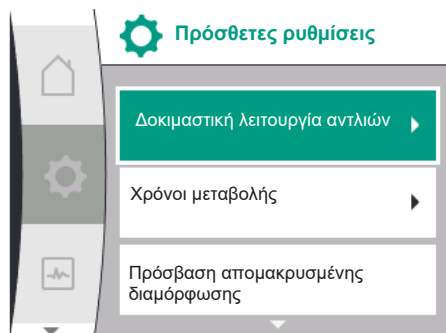 Πρόσθετες ρυθμίσεις
Δοκιμαστική λειτουργία αντλιών
Χρόνοι μεταβολής
Πρόσβαση απομακρυσμένης
διαμόρφωσης